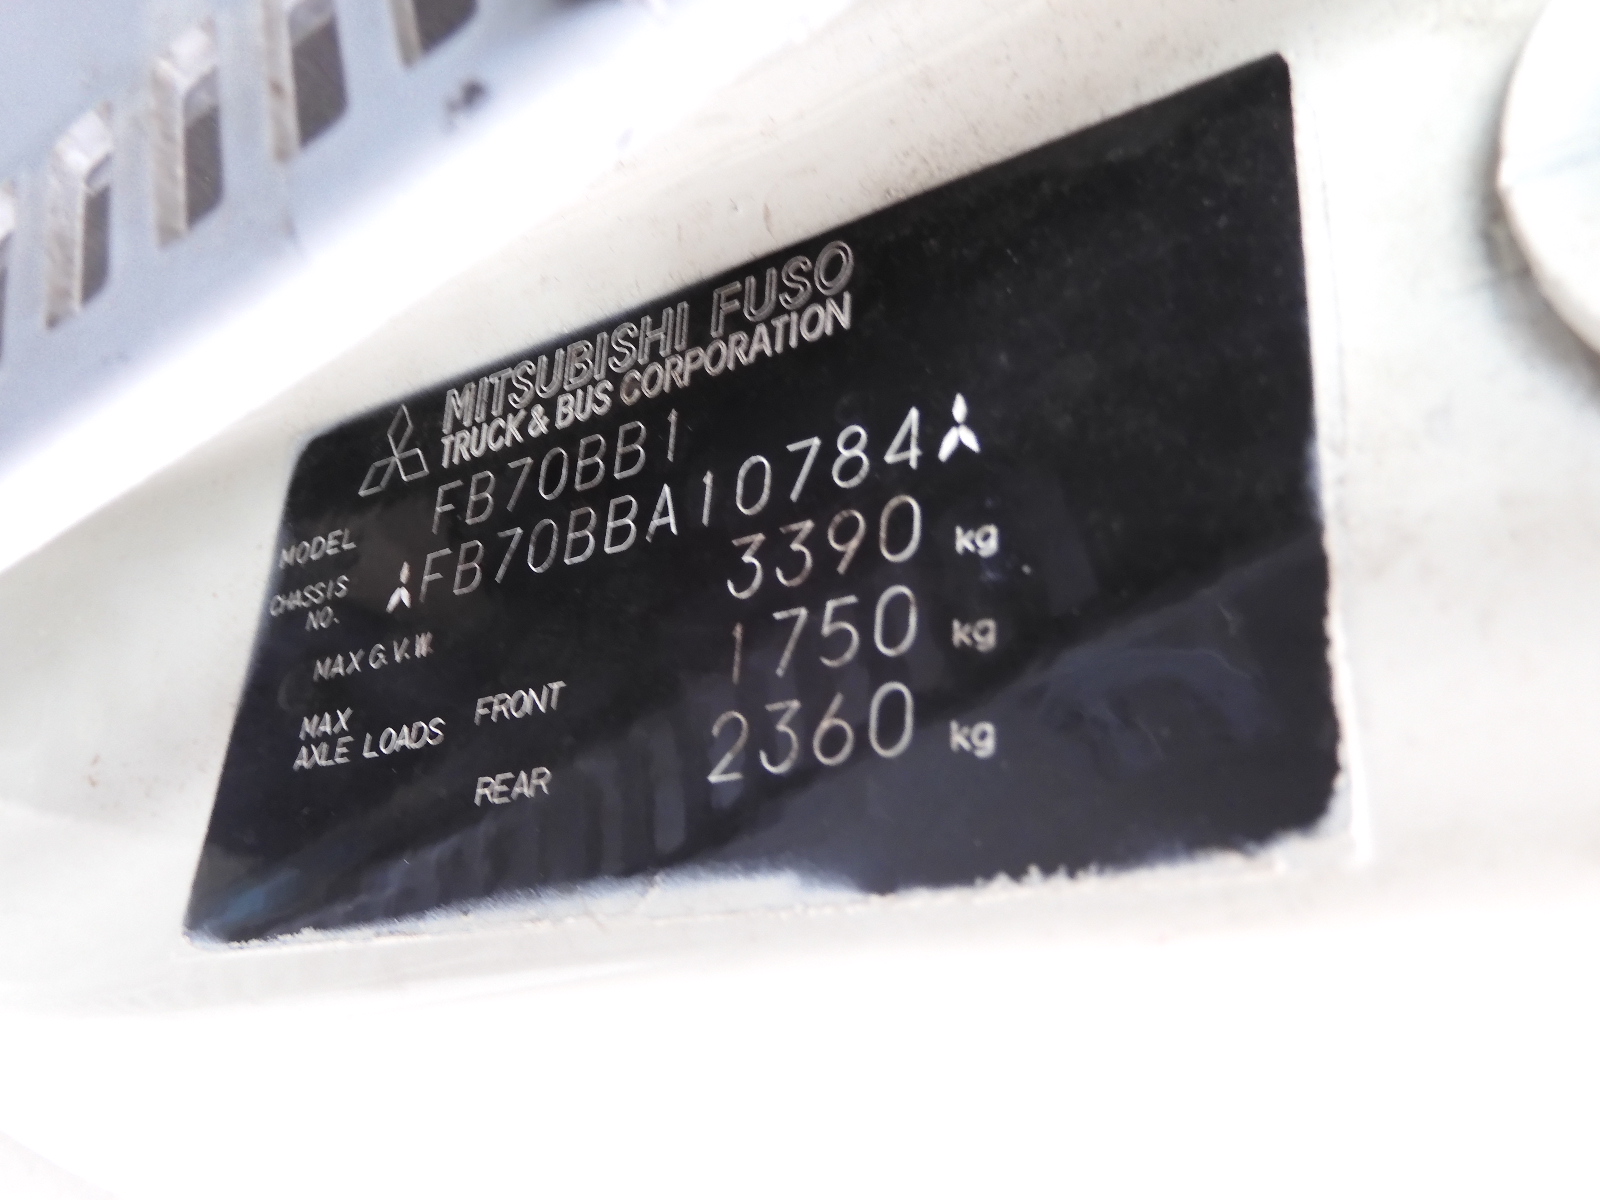 MITSUBISHI FUSO
TRUCK & BUS CORPORATION
MODEL FB70BB1
CHASSIS NO. FB70BBA10784
MAX G.V.W. 3390 kg
MAX AXLE LOADS FRONT 1750 kg
REAR 2360 kg